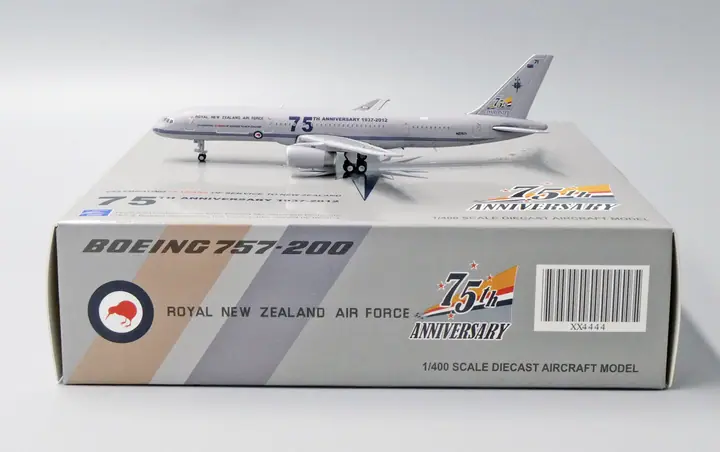 ROYAL NEW ZEALAND AIR FORCE
75TH ANNIVERSARY 1937-2012
75
75TH ANNIVERSARY 1937-2012
75th
ANNIVERSARY
1/400 SCALE DIECAST AIRCRAFT MODEL
BOEING 757-200
ROYAL NEW ZEALAND AIR FORCE
75th
ANNIVERSARY
XX4444
1/400 SCALE DIECAST AIRCRAFT MODEL